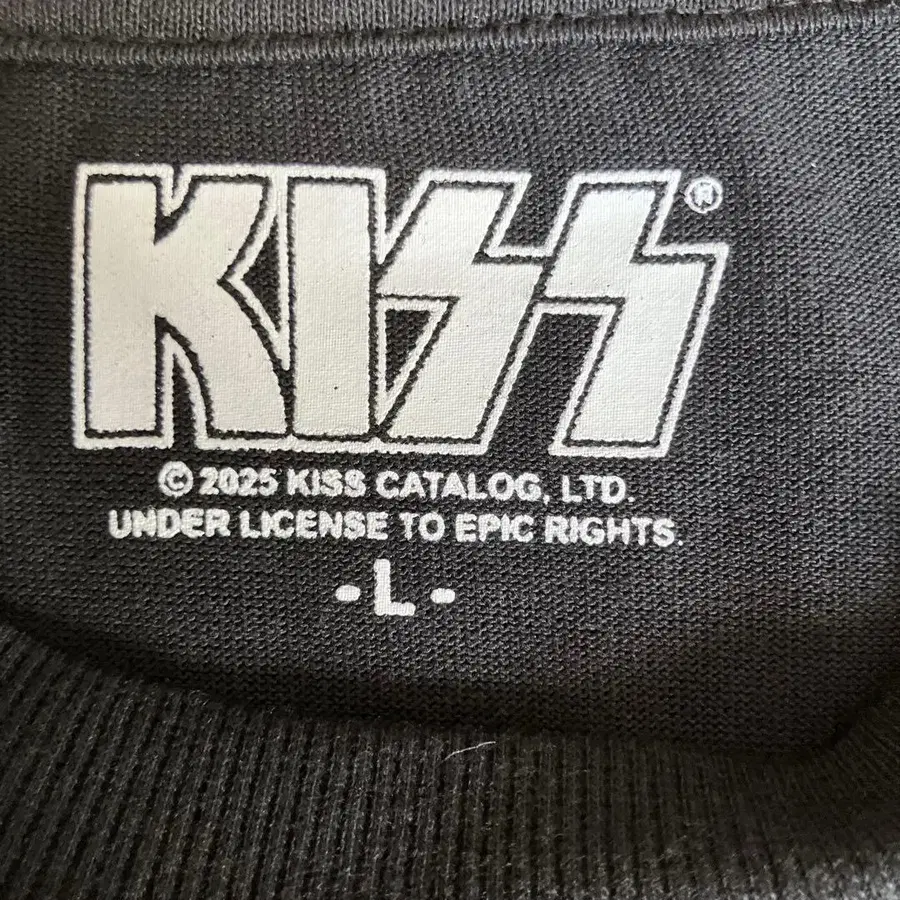 KISS®
© 2025 KISS CATALOG, LTD.
UNDER LICENSE TO EPIC RIGHTS.
-L-